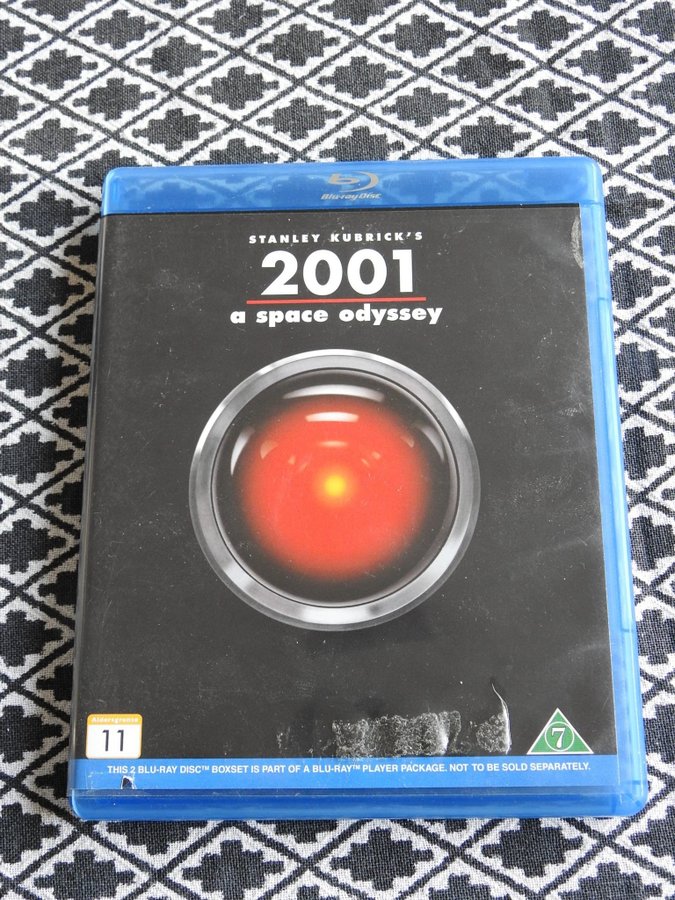 Blu-ray Disc
STANLEY KUBRICK'S
2001
a space odyssey
Aldersgrense
11
7
THIS 2 BLU-RAY DISC™ BOXSET IS PART OF A BLU-RAY™ PLAYER PACKAGE. NOT TO BE SOLD SEPARATELY.